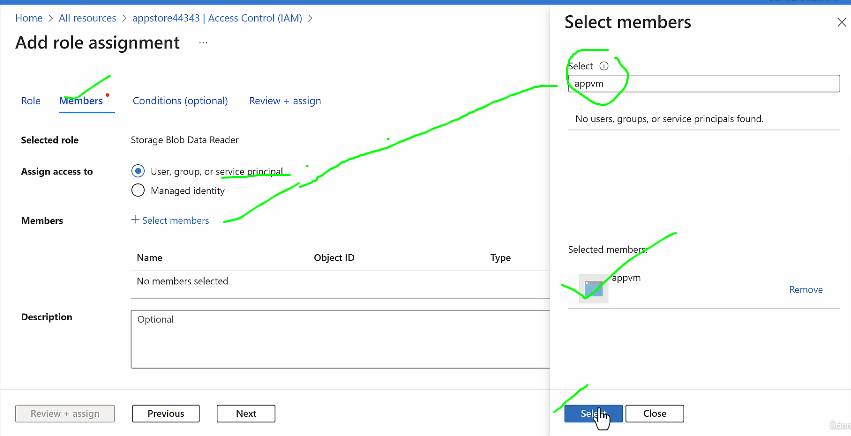 Home > All resources > appstore44343 | Access Control (IAM) >
Add role assignment ...
Role Members Conditions (optional) Review + assign
Selected role Storage Blob Data Reader
Assign access to User, group, or service principal
Managed identity
Members + Select members
Name Object ID Type
No members selected
Description Optional
Review + assign Previous Next
Select members
Select
appvm
No users, groups, or service principals found.
Selected members:
appvm
Remove
Select Close